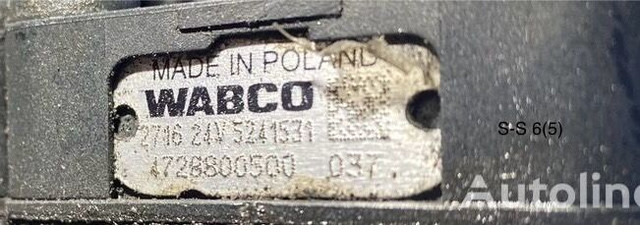 MADE IN POLAND
WABCO
2716 24V 5241531
4728800500 037.
S-S 6(5)
Autoline